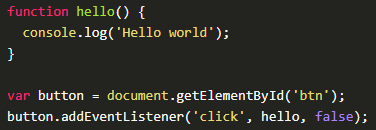 function hello() {
  console.log('Hello world');
}

var button = document.getElementById('btn');
button.addEventListener('click', hello, false);